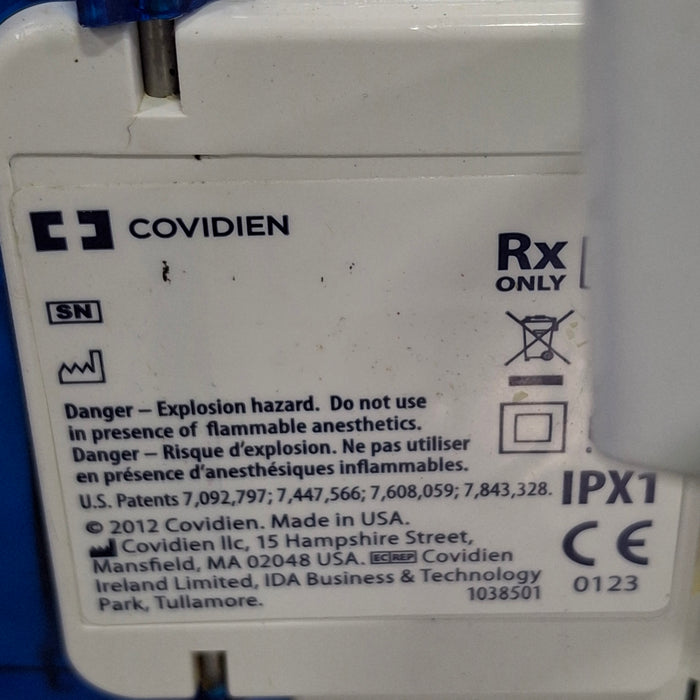 COVIDIEN
Rx
ONLY
SN
Danger – Explosion hazard. Do not use
in presence of flammable anesthetics.
Danger – Risque d'explosion. Ne pas utiliser
en présence d'anesthésiques inflammables.
U.S. Patents 7,092,797; 7,447,566; 7,608,059; 7,843,328.
IPX1
© 2012 Covidien. Made in USA.
Covidien llc, 15 Hampshire Street,
Mansfield, MA 02048 USA. EC REP Covidien
Ireland Limited, IDA Business & Technology
Park, Tullamore.
1038501
CE
0123